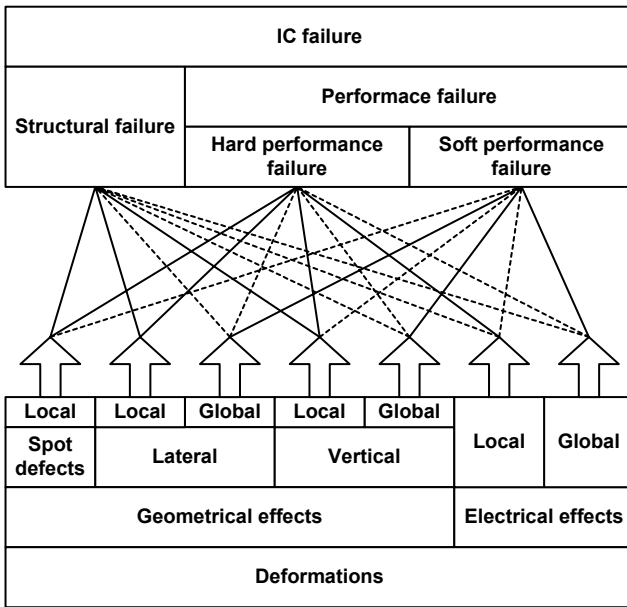 IC failure
Structural failure
Performace failure
Hard performance
failure
Soft performance
failure
Local
Local
Global
Local
Global
Local
Global
Spot
defects
Lateral
Vertical
Geometrical effects
Electrical effects
Deformations